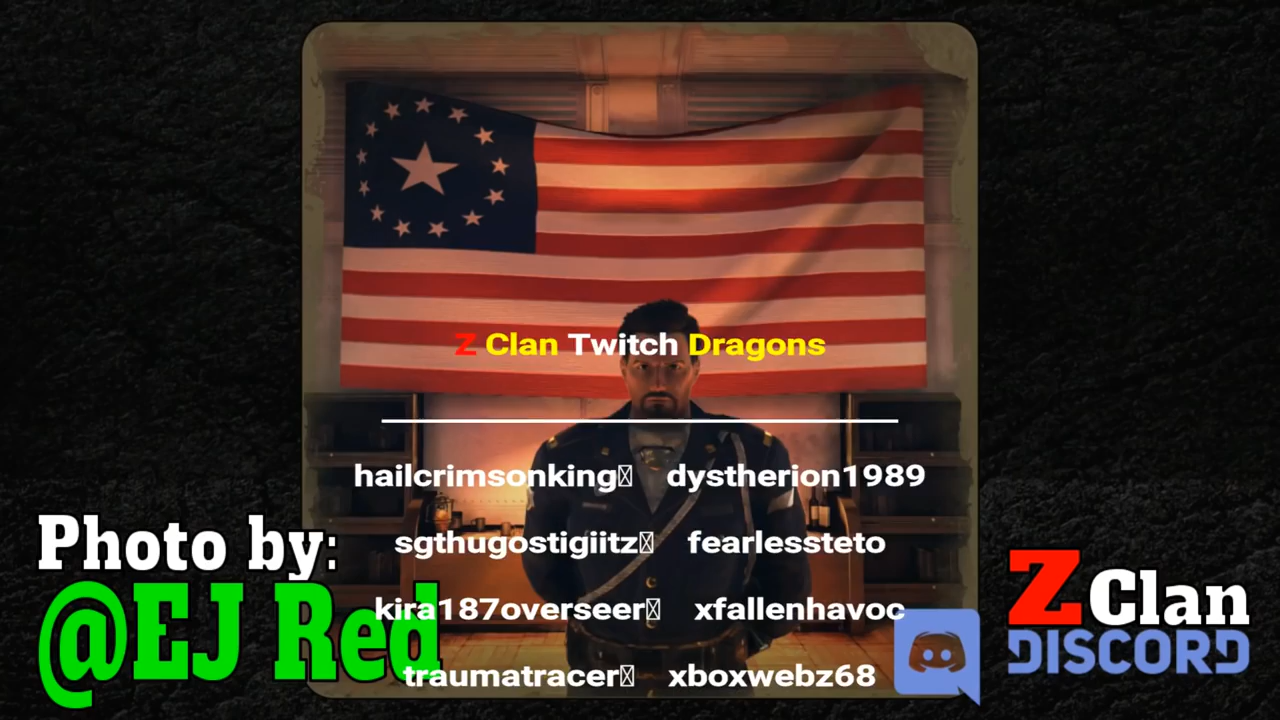 Z Clan Twitch Dragons
hailcrimsonking dystherion1989
sgthugostigiitz fearlessteto
kira187overseer xfallenhavoc
traumatracer xboxwebz68
Photo by:
@EJ Red
Z Clan
DISCORD